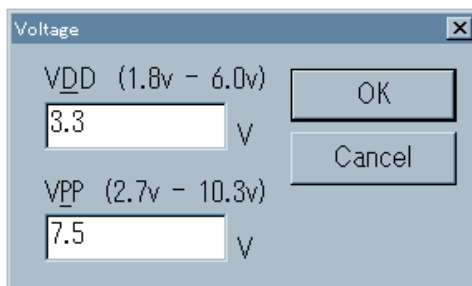 Voltage
VDD (1.8v - 6.0v)
3.3 V
OK
Cancel
VPP (2.7v - 10.3v)
7.5 V